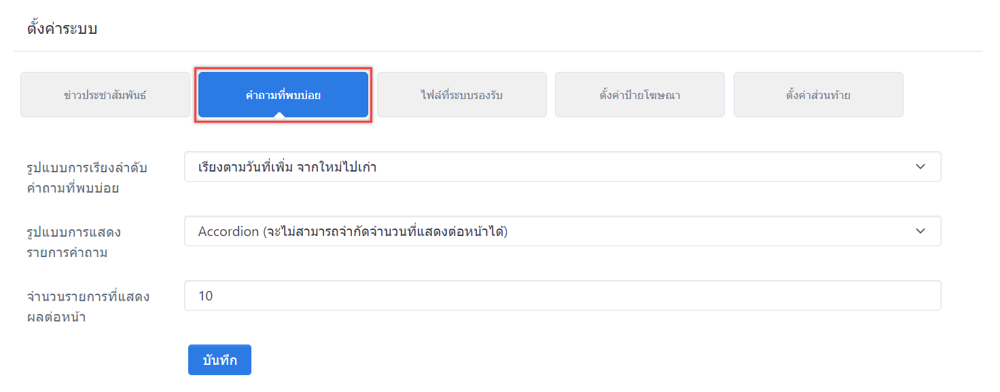 ตั้งค่าระบบ
ข่าวประชาสัมพันธ์
คำถามที่พบบ่อย
ไฟล์ที่ระบบรองรับ
ตั้งค่าป้ายโฆษณา
ตั้งค่าส่วนท้าย
รูปแบบการเรียงลำดับ
คำถามที่พบบ่อย
เรียงตามวันที่เพิ่ม จากใหม่ไปเก่า
รูปแบบการแสดง
รายการคำถาม
Accordion (จะไม่สามารถจำกัดจำนวนที่แสดงต่อหน้าได้)
จำนวนรายการที่แสดง
ผลต่อหน้า
10
บันทึก